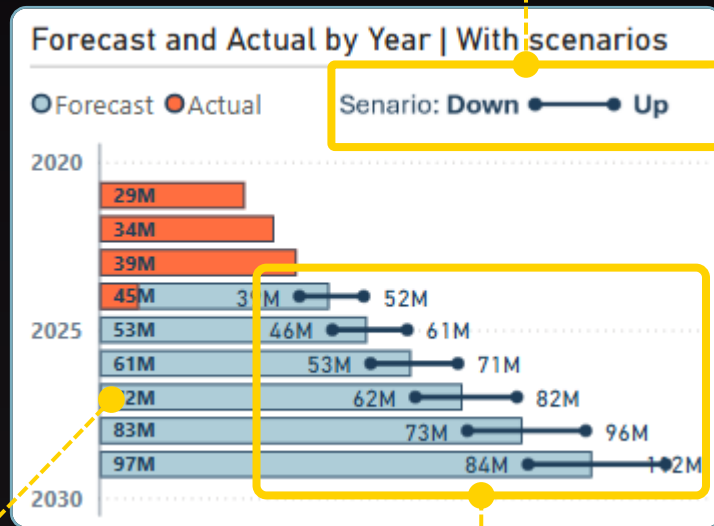 Forecast and Actual by Year | With scenarios
Forecast Actual Senario: Down Up
2020
29M
34M
39M
45M 39M 52M
2025 53M 46M 61M
61M 53M 71M
62M 82M
83M 73M 96M
97M 84M
2030